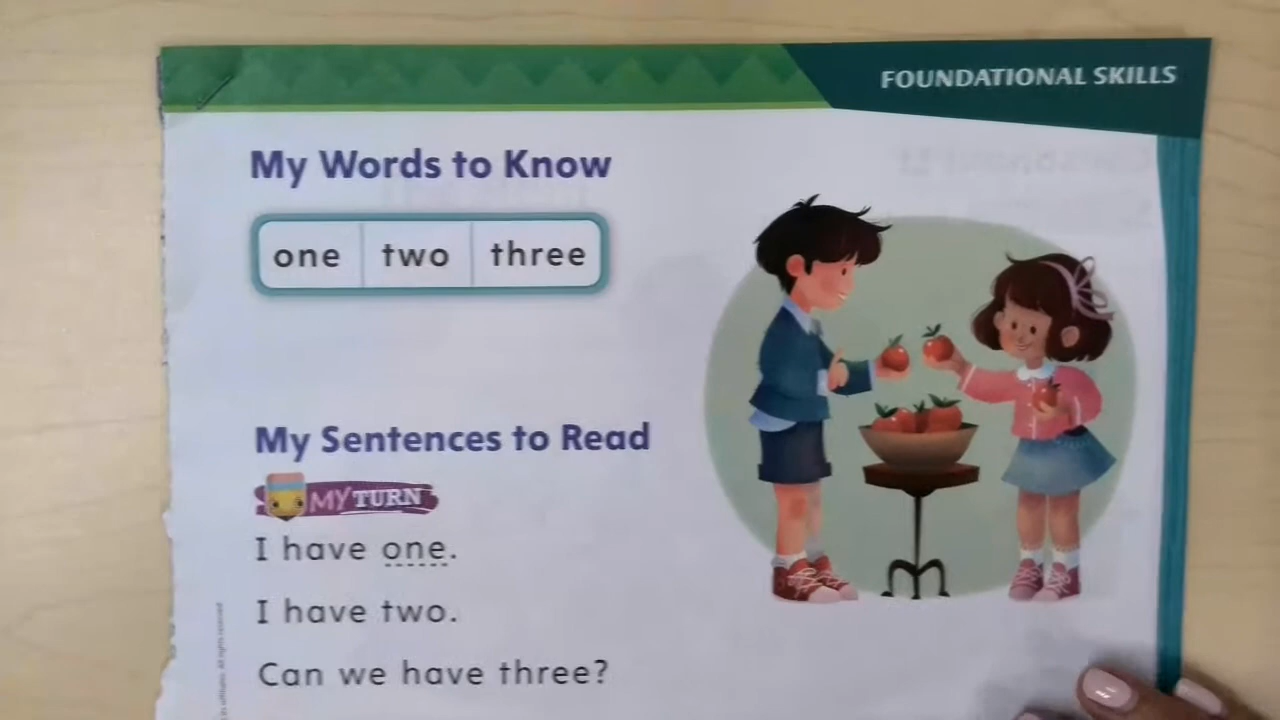 FOUNDATIONAL SKILLS
My Words to Know
one two three
My Sentences to Read
MY TURN
I have one.
I have two.
Can we have three?